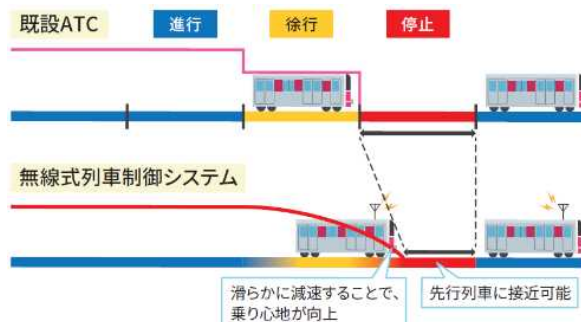 既設ATC
進行
徐行
停止
無線式列車制御システム
滑らかに減速することで、
乗り心地が向上
先行列車に接近可能